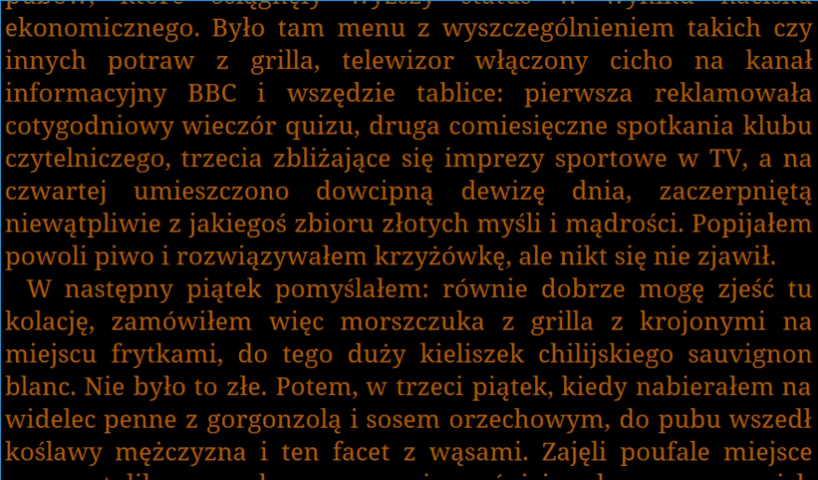 ekonomicznego. Było tam menu z wyszczególnieniem takich czy
innych potraw z grilla, telewizor włączony cicho na kanał
informacyjny BBC i wszędzie tablice: pierwsza reklamowała
cotygodniowy wieczór quizu, druga comiesięczne spotkania klubu
czytelniczego, trzecia zbliżające się imprezy sportowe w TV, a na
czwartej umieszczono dowcipną dewizę dnia, zaczerpniętą
niewątpliwie z jakiegoś zbioru złotych myśli i mądrości. Popijałem
powoli piwo i rozwiązywałem krzyżówkę, ale nikt się nie zjawił.
W następny piątek pomyślałem: równie dobrze mogę zjeść tu
kolację, zamówiłem więc morszczuka z grilla z krojonymi na
miejscu frytkami, do tego duży kieliszek chilijskiego sauvignon
blanc. Nie było to złe. Potem, w trzeci piątek, kiedy nabierałem na
widelec penne z gorgonzolą i sosem orzechowym, do pubu wszedł
koślawy mężczyzna i ten facet z wąsami. Zajęli poufale miejsce